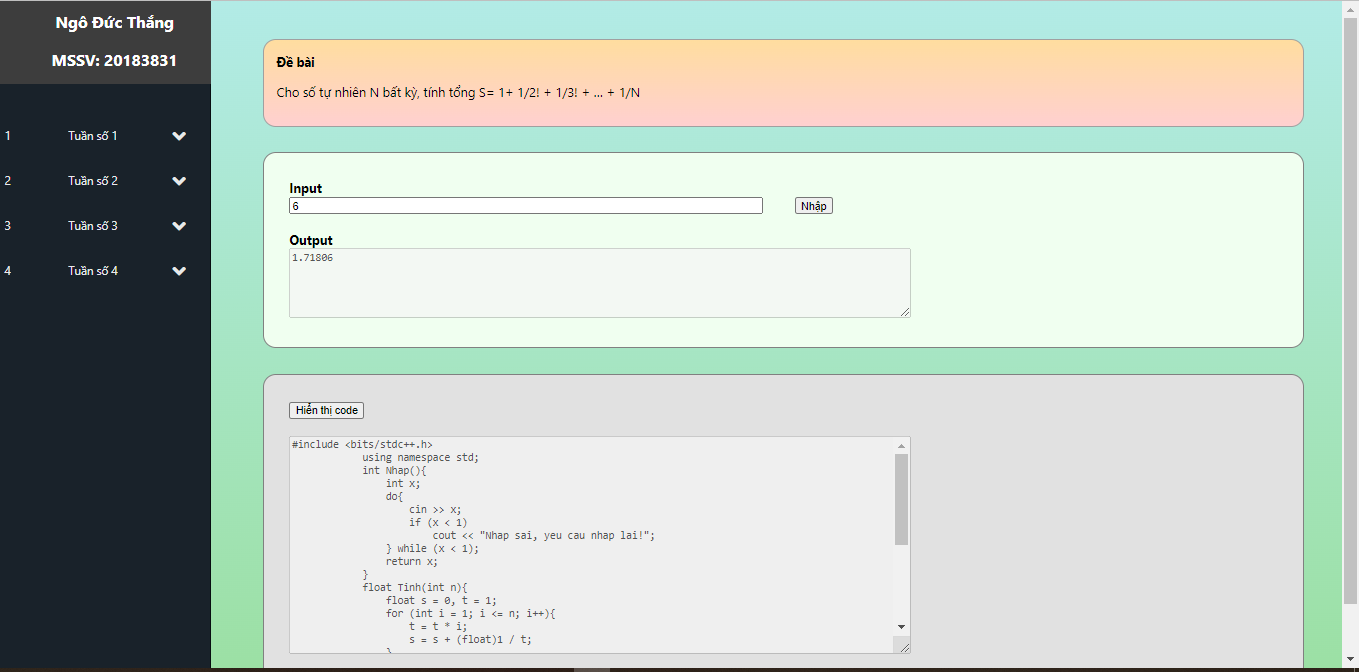 Ngô Đức Thắng
MSSV: 20183831
1 Tuần số 1
2 Tuần số 2
3 Tuần số 3
4 Tuần số 4
Đề bài
Cho số tự nhiên N bất kỳ, tính tổng S= 1+ 1/2! + 1/3! + ... + 1/N
Input
6 Nhập
Output
1.71806
Hiển thị code
#include <bits/stdc++.h>
using namespace std;
int Nhap(){
int x;
do{
cin >> x;
if (x < 1)
cout << "Nhap sai, yeu cau nhap lai!";
} while (x < 1);
return x;
}
float Tinh(int n){
float s = 0, t = 1;
for (int i = 1; i <= n; i++){
t = t * i;
s = s + (float)1 / t;
}